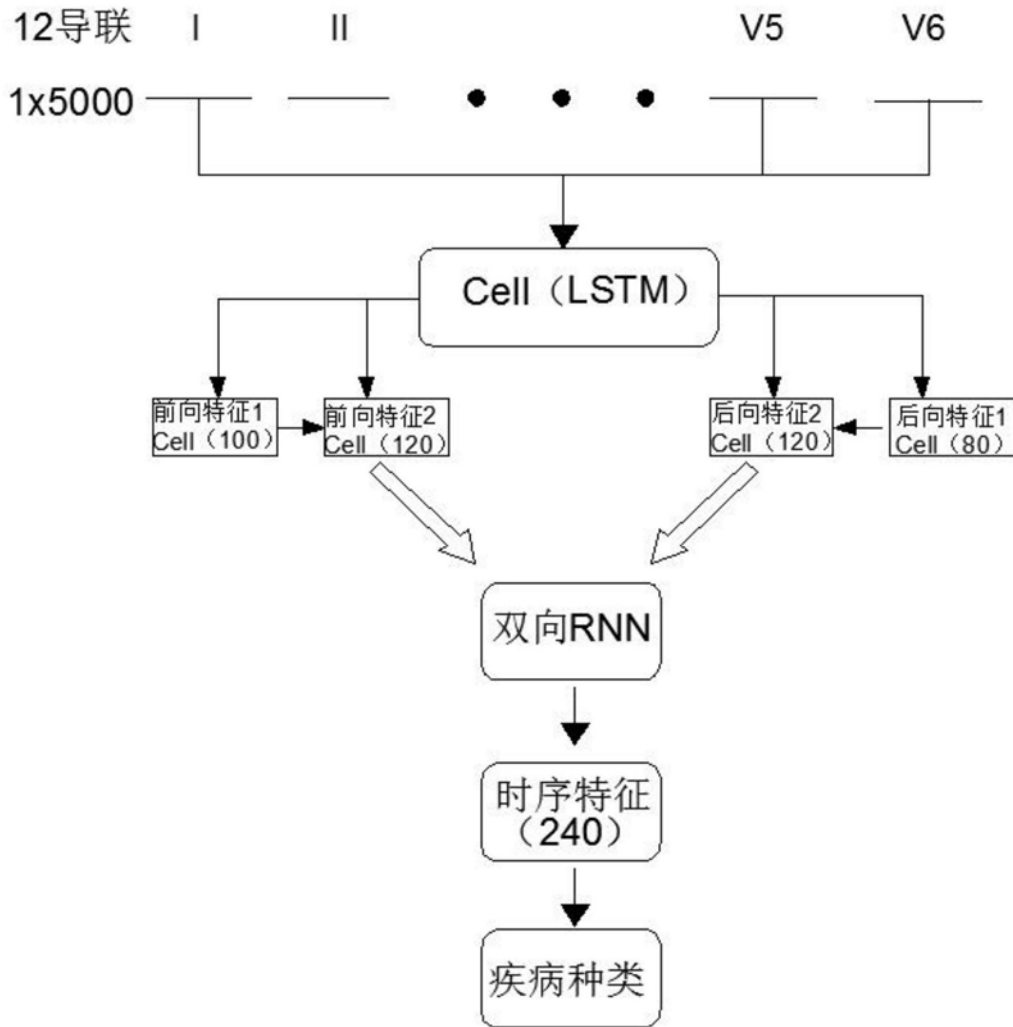 12导联 I II V5 V6
1x5000
Cell（LSTM）
前向特征1
Cell（100）
前向特征2
Cell（120）
后向特征2
Cell（120）
后向特征1
Cell（80）
双向RNN
时序特征
（240）
疾病种类